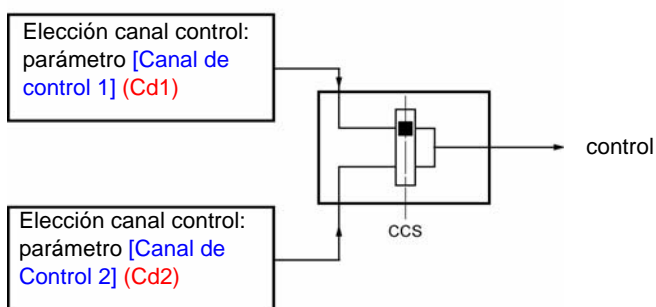 Elección canal control:
parámetro [Canal de
control 1] (Cd1)
control
CCS
Elección canal control:
parámetro [Canal de
Control 2] (Cd2)